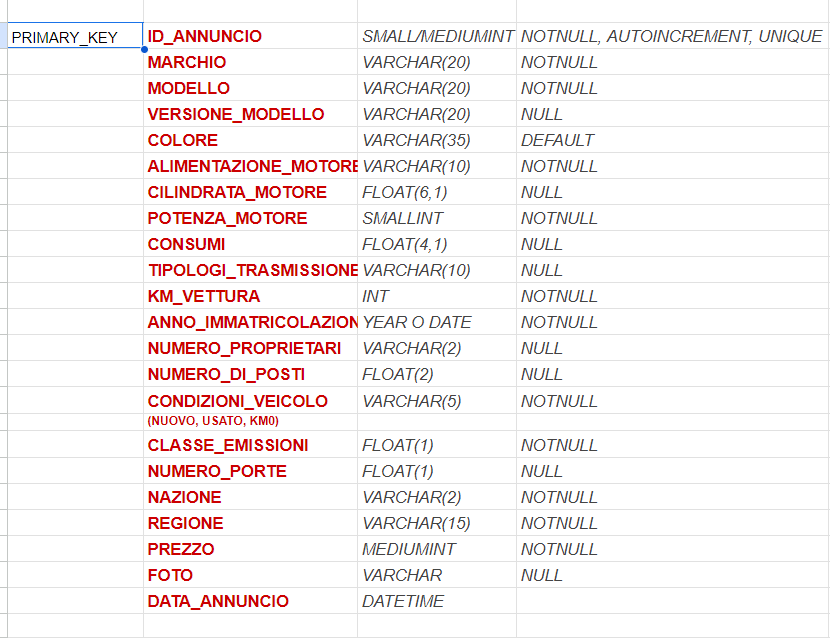 PRIMARY_KEY ID_ANNUNCIO SMALL/MEDIUMINT NOTNULL, AUTOINCREMENT, UNIQUE
MARCHIO VARCHAR(20) NOTNULL
MODELLO VARCHAR(20) NOTNULL
VERSIONE_MODELLO VARCHAR(20) NULL
COLORE VARCHAR(35) DEFAULT
ALIMENTAZIONE_MOTORE VARCHAR(10) NOTNULL
CILINDRATA_MOTORE FLOAT(6,1) NULL
POTENZA_MOTORE SMALLINT NOTNULL
CONSUMI FLOAT(4,1) NULL
TIPOLOGI_TRASMISSIONE VARCHAR(10) NULL
KM_VETTURA INT NOTNULL
ANNO_IMMATRICOLAZION YEAR O DATE NOTNULL
NUMERO_PROPRIETARI VARCHAR(2) NULL
NUMERO_DI_POSTI FLOAT(2) NULL
CONDIZIONI_VEICOLO VARCHAR(5) NOTNULL
(NUOVO, USATO, KM0)
CLASSE_EMISSIONI FLOAT(1) NOTNULL
NUMERO_PORTE FLOAT(1) NULL
NAZIONE VARCHAR(2) NOTNULL
REGIONE VARCHAR(15) NOTNULL
PREZZO MEDIUMINT NOTNULL
FOTO VARCHAR NULL
DATA_ANNUNCIO DATETIME